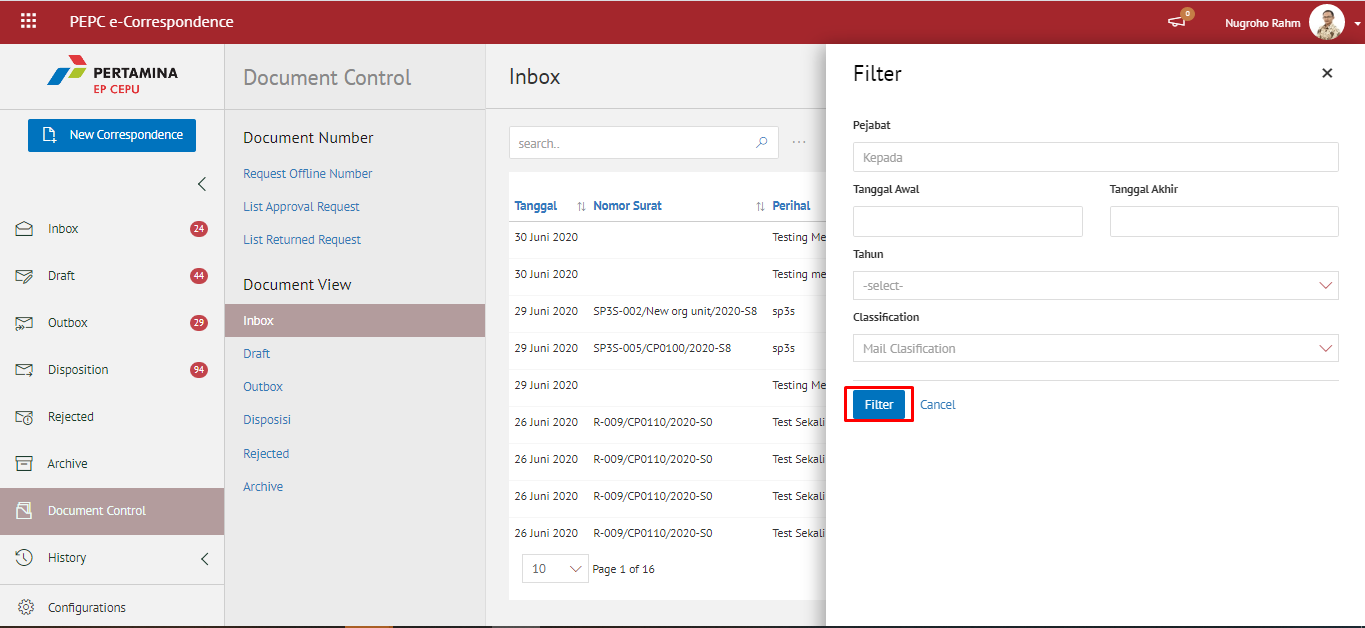 PEPC e-Correspondence
0
Nugroho Rahm
PERTAMINA
EP CEPU
New Correspondence
Inbox 24
Draft 44
Outbox 29
Disposition 94
Rejected
Archive
Document Control
History
Configurations
Document Control
Document Number
Request Offline Number
List Approval Request
List Returned Request
Document View
Inbox
Draft
Outbox
Disposisi
Rejected
Archive
Inbox
search..
Tanggal Nomor Surat Perihal
30 Juni 2020 Testing Me
30 Juni 2020 Testing me
29 Juni 2020 SP3S-002/New org unit/2020-S8 sp3s
29 Juni 2020 SP3S-005/CP0100/2020-S8 sp3s
29 Juni 2020 Testing Me
26 Juni 2020 R-009/CP0110/2020-S0 Test Sekali
26 Juni 2020 R-009/CP0110/2020-S0 Test Sekali
26 Juni 2020 R-009/CP0110/2020-S0 Test Sekali
26 Juni 2020 R-009/CP0110/2020-S0 Test Sekali
10 Page 1 of 16
Filter
Pejabat
Kepada
Tanggal Awal Tanggal Akhir
Tahun
-select-
Classification
Mail Clasification
Filter Cancel